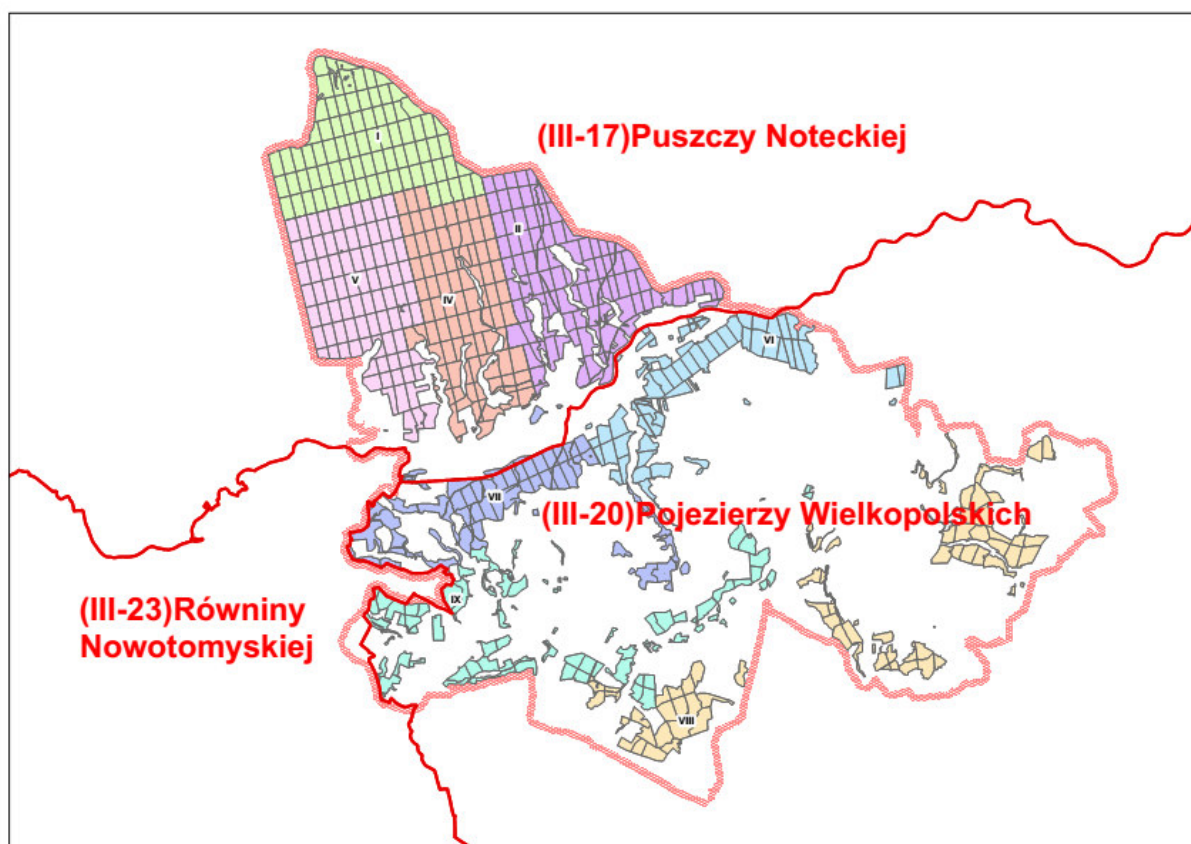 (III-17)Puszczy Noteckiej
I
II
V
IV
VI
VII
(III-20)Pojezierzy Wielkopolskich
(III-23)Równiny
Nowotomyskiej
IX
VIII